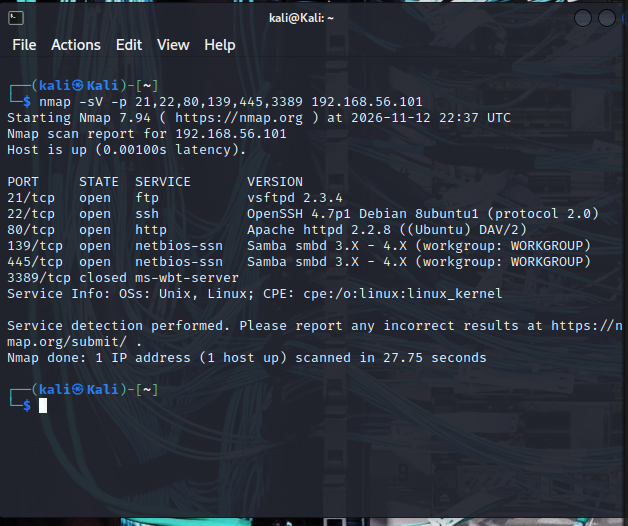 kali@Kali: ~
File Actions Edit View Help
┌──(kali㉿Kali)-[~]
└─$ nmap -sV -p 21,22,80,139,445,3389 192.168.56.101
Starting Nmap 7.94 ( https://nmap.org ) at 2026-11-12 22:37 UTC
Nmap scan report for 192.168.56.101
Host is up (0.00100s latency).
PORT     STATE  SERVICE       VERSION
21/tcp   open   ftp           vsftpd 2.3.4
22/tcp   open   ssh           OpenSSH 4.7p1 Debian 8ubuntu1 (protocol 2.0)
80/tcp   open   http          Apache httpd 2.2.8 ((Ubuntu) DAV/2)
139/tcp  open   netbios-ssn   Samba smbd 3.X - 4.X (workgroup: WORKGROUP)
445/tcp  open   netbios-ssn   Samba smbd 3.X - 4.X (workgroup: WORKGROUP)
3389/tcp closed ms-wbt-server
Service Info: OSs: Unix, Linux; CPE: cpe:/o:linux:linux_kernel
Service detection performed. Please report any incorrect results at https://n
map.org/submit/ .
Nmap done: 1 IP address (1 host up) scanned in 27.75 seconds
┌──(kali㉿Kali)-[~]
└─$